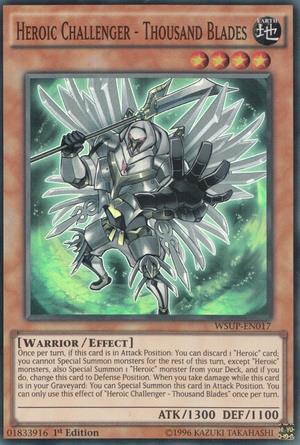 Heroic Challenger - Thousand Blades
EARTH
地
WSUP-EN017
[Warrior / Effect]
Once per turn, if this card is in Attack Position: You can discard 1 "Heroic" card;
you cannot Special Summon monsters for the rest of this turn, except "Heroic"
monsters, also Special Summon 1 "Heroic" monster from your Deck, and if you
do, change this card to Defense Position. When you take damage while this card
is in your Graveyard: You can Special Summon this card in Attack Position. You
can only use this effect of "Heroic Challenger - Thousand Blades" once per turn.
ATK/1300 DEF/1100
01833916 1st Edition ©1996 KAZUKI TAKAHASHI